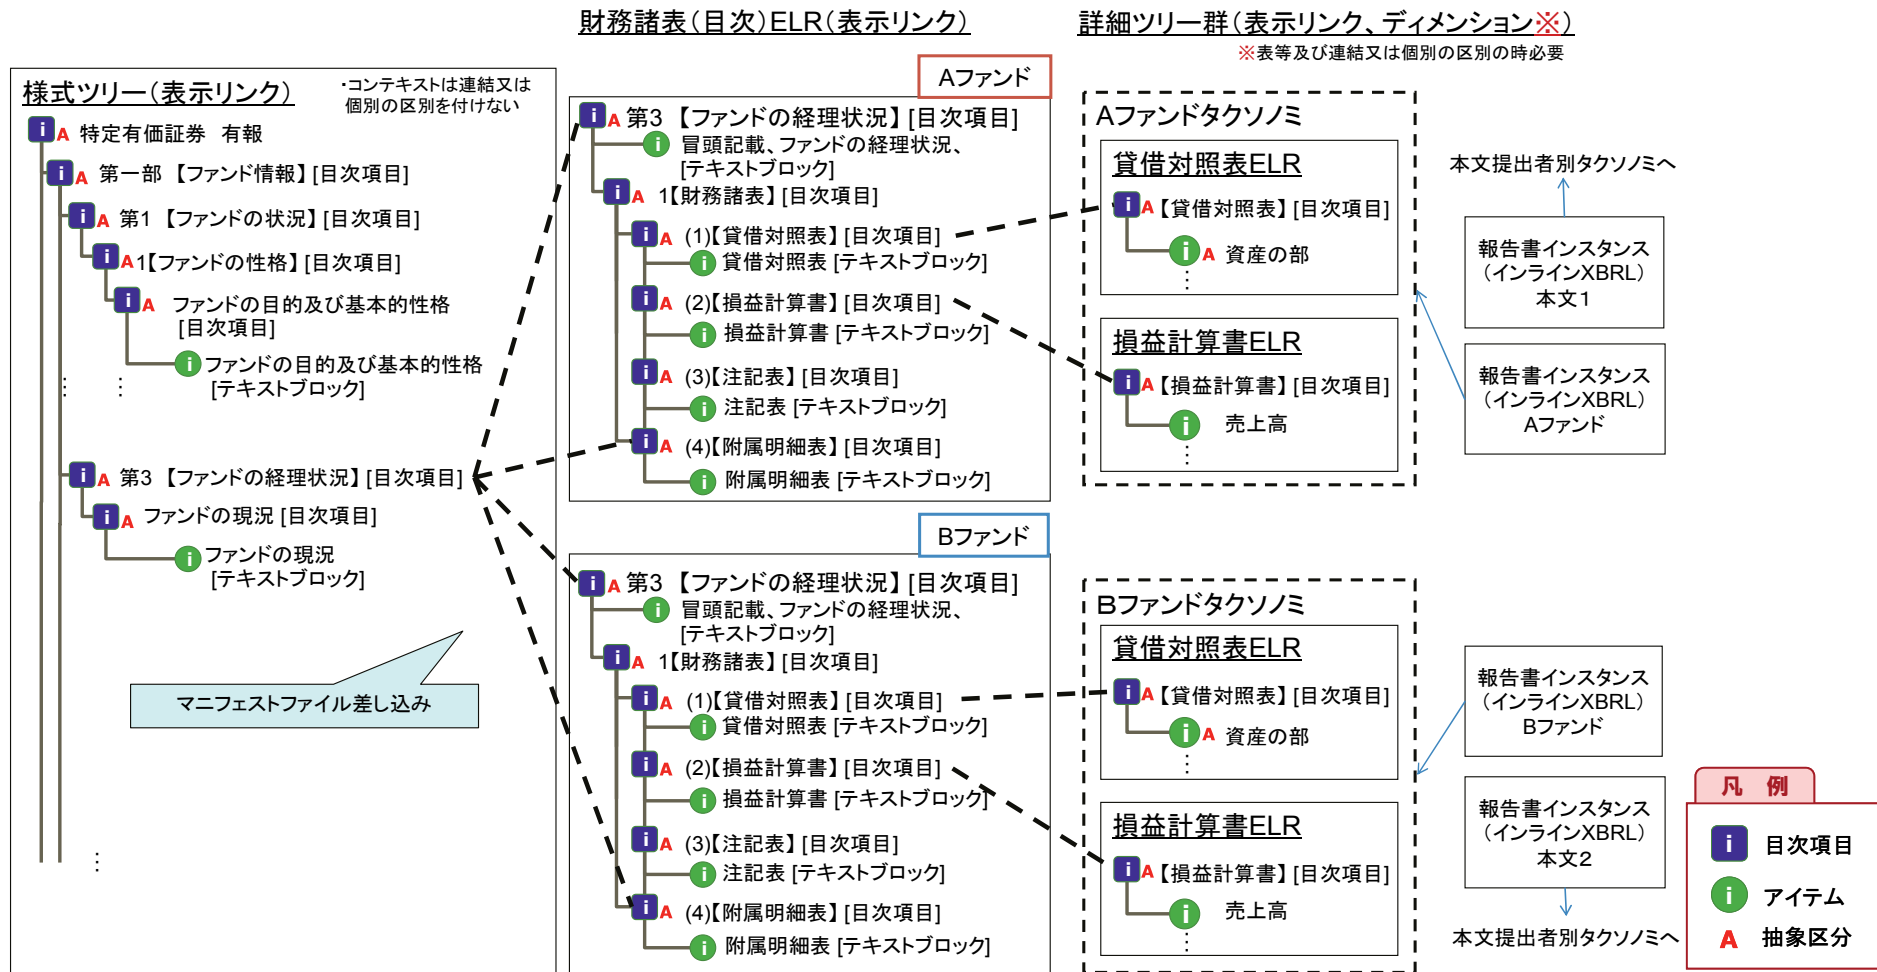 財務諸表(目次)ELR(表示リンク)
詳細ツリー群(表示リンク、ディメンション※)
※表等及び連結又は個別の区別の時必要
様式ツリー(表示リンク)
・コンテキストは連結又は
個別の区別を付けない
i A 特定有価証券 有報
i A 第一部 【ファンド情報】 [目次項目]
i A 第1 【ファンドの状況】 [目次項目]
i A 1【ファンドの性格】 [目次項目]
i A ファンドの目的及び基本的性格
[目次項目]
i ファンドの目的及び基本的性格
[テキストブロック]
⋮ ⋮
i A 第3 【ファンドの経理状況】 [目次項目]
i A ファンドの現況 [目次項目]
i ファンドの現況
[テキストブロック]
マニフェストファイル差し込み
⋮
Aファンド
i A 第3 【ファンドの経理状況】 [目次項目]
i 冒頭記載、ファンドの経理状況、
[テキストブロック]
i A 1【財務諸表】 [目次項目]
i A (1)【貸借対照表】 [目次項目]
i 貸借対照表 [テキストブロック]
i A (2)【損益計算書】 [目次項目]
i 損益計算書 [テキストブロック]
i A (3)【注記表】 [目次項目]
i 注記表 [テキストブロック]
i A (4)【附属明細表】 [目次項目]
i 附属明細表 [テキストブロック]
Bファンド
i A 第3 【ファンドの経理状況】 [目次項目]
i 冒頭記載、ファンドの経理状況、
[テキストブロック]
i A 1【財務諸表】 [目次項目]
i A (1)【貸借対照表】 [目次項目]
i 貸借対照表 [テキストブロック]
i A (2)【損益計算書】 [目次項目]
i 損益計算書 [テキストブロック]
i A (3)【注記表】 [目次項目]
i 注記表 [テキストブロック]
i A (4)【附属明細表】 [目次項目]
i 附属明細表 [テキストブロック]
Aファンドタクソノミ
貸借対照表ELR
i A 【貸借対照表】 [目次項目]
i A 資産の部
⋮
損益計算書ELR
i A 【損益計算書】 [目次項目]
i 売上高
⋮
Bファンドタクソノミ
貸借対照表ELR
i A 【貸借対照表】 [目次項目]
i A 資産の部
⋮
損益計算書ELR
i A 【損益計算書】 [目次項目]
i 売上高
⋮
本文提出者別タクソノミへ
報告書インスタンス
(インラインXBRL)
本文1
報告書インスタンス
(インラインXBRL)
Aファンド
報告書インスタンス
(インラインXBRL)
Bファンド
報告書インスタンス
(インラインXBRL)
本文2
本文提出者別タクソノミへ
凡 例
i 目次項目
i アイテム
A 抽象区分